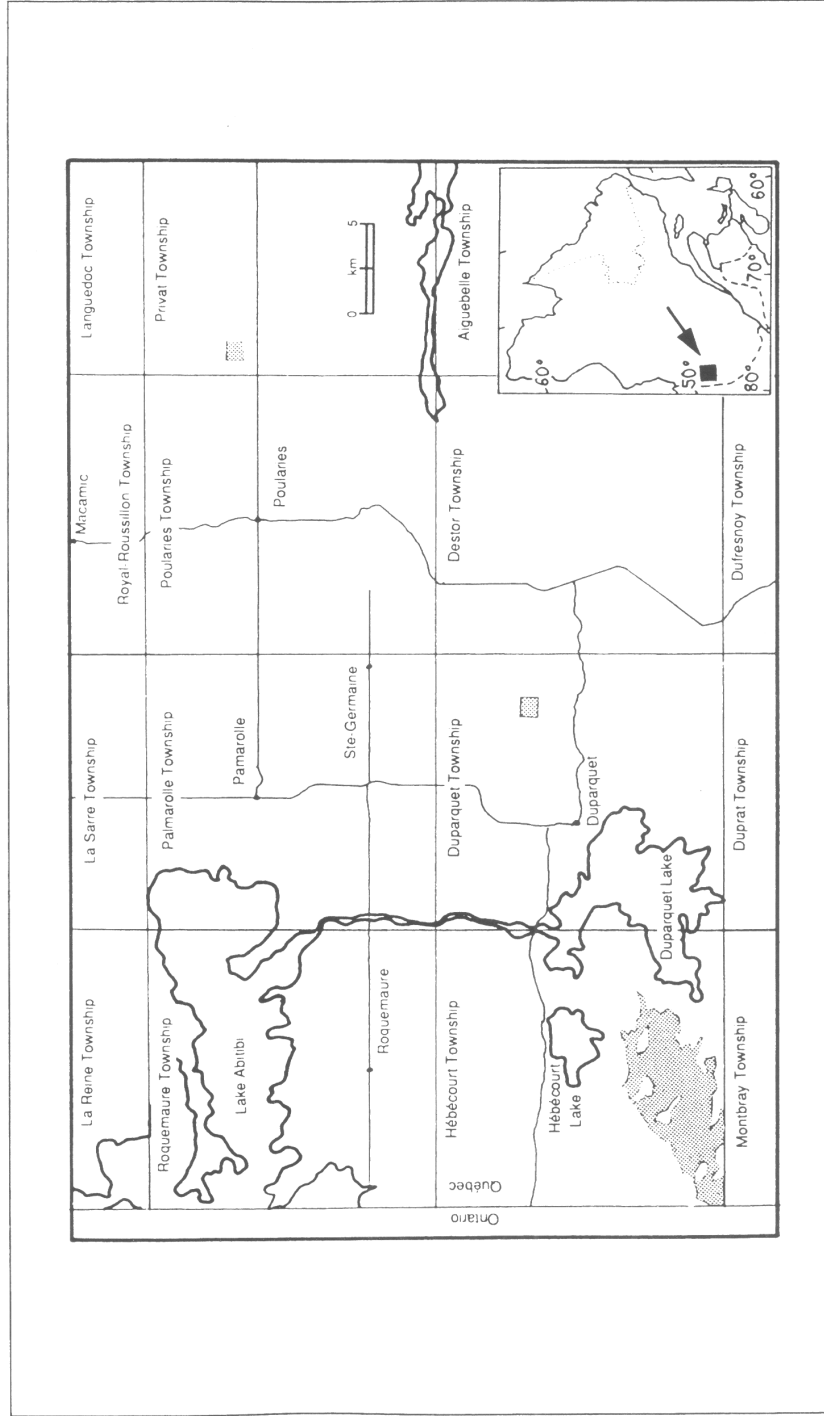 La Reine Township
La Sarre Township
Macamic
Royal-Roussillon Township
Languedoc Township
Roquemaure Township
Palmarolle Township
Poularies Township
Privat Township
Lake Abitibi
Pamarolle
Poularies
0 km 5
Roquemaure
Ste-Germaine
Ontario
Québec
Hébécourt Township
Duparquet Township
Destor Township
Aiguebelle Township
Hébécourt
Lake
Duparquet
Duparquet Lake
Montbray Township
Duprat Township
Dufresnoy Township
60°
50°
80°
70°
60°